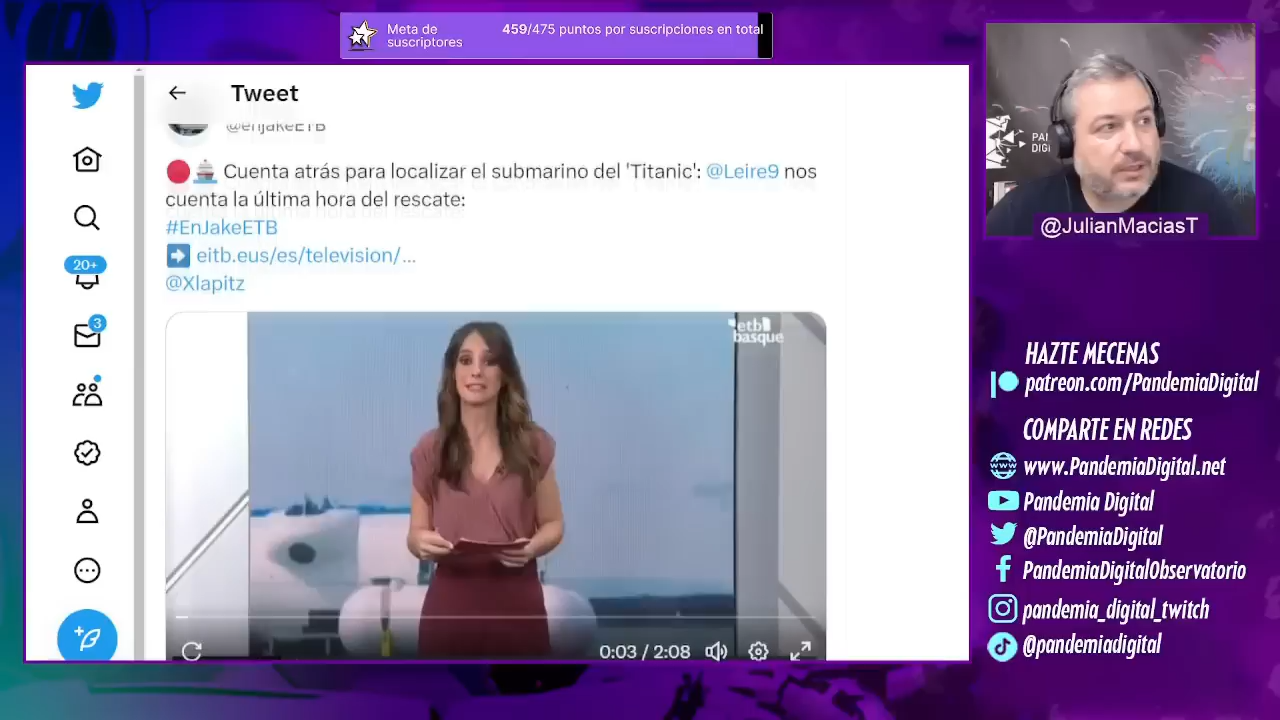 Meta de
suscriptores
459/475 puntos por suscripciones en total
Tweet
@enjakeETB
Cuenta atrás para localizar el submarino del 'Titanic': @Leire9 nos
cuenta la última hora del rescate:
#EnJakeETB
eitb.eus/es/television/...
@Xlapitz
20+
3
etb
basque
0:03 / 2:08
@JulianMaciasT
HAZTE MECENAS
patreon.com/PandemiaDigital
COMPARTE EN REDES
www.PandemiaDigital.net
Pandemia Digital
@PandemiaDigital
PandemiaDigitalObservatorio
pandemia_digital_twitch
@pandemiadigital